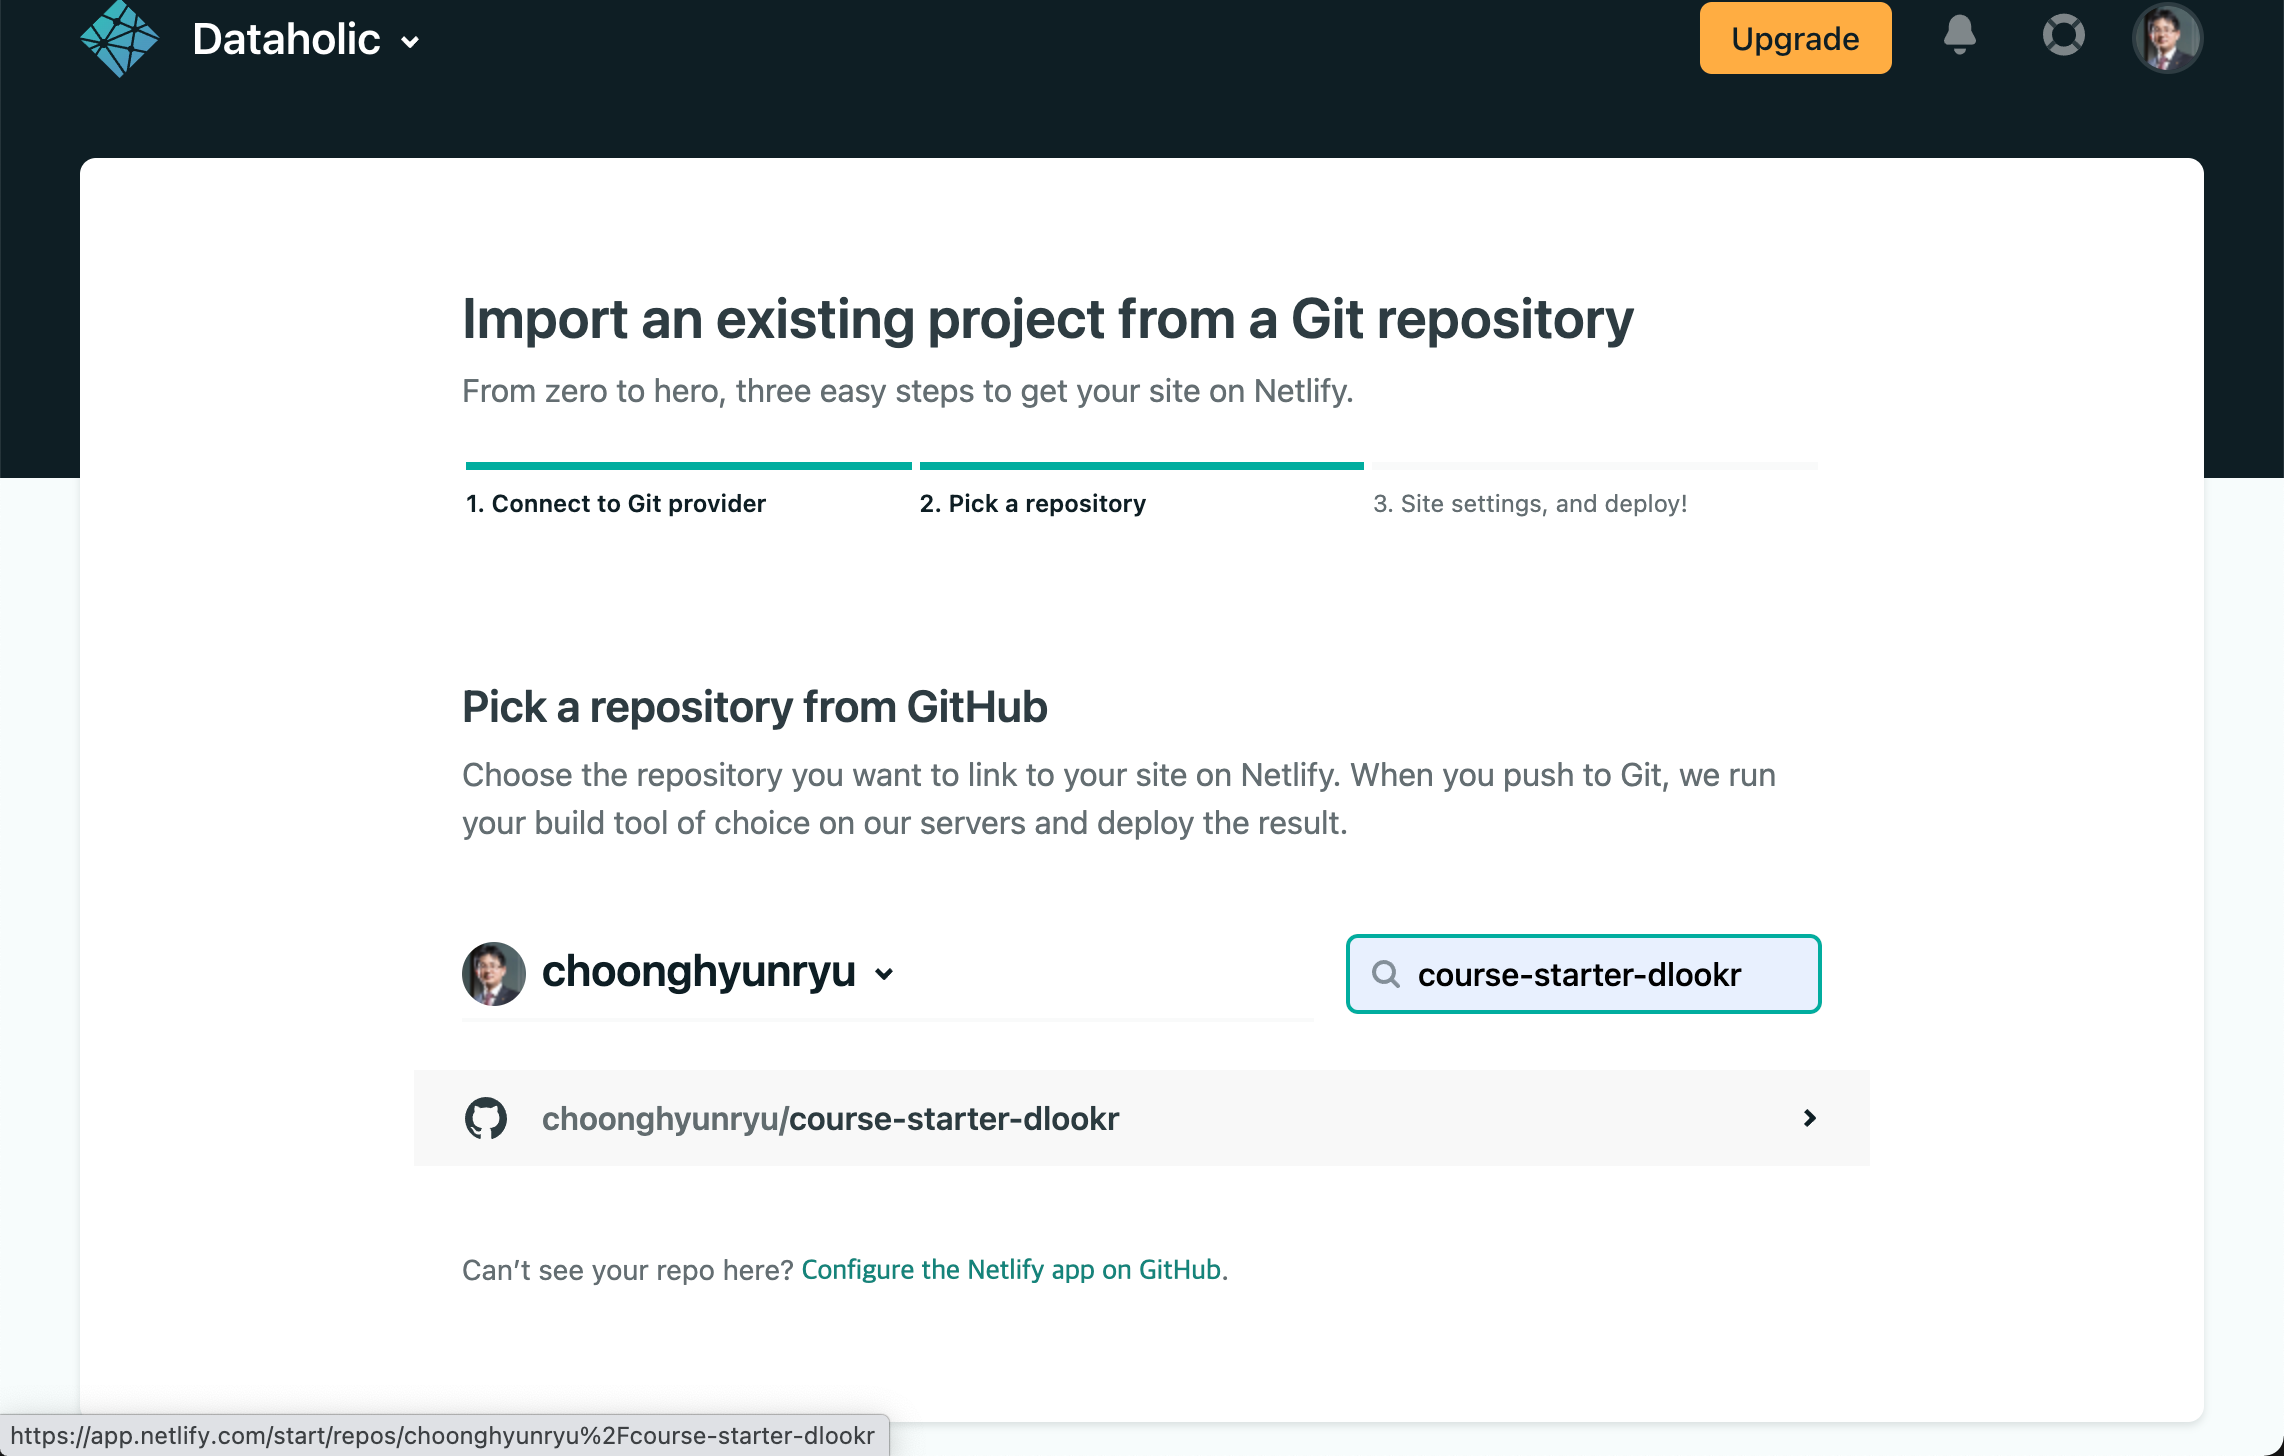 Dataholic
Upgrade
Import an existing project from a Git repository
From zero to hero, three easy steps to get your site on Netlify.
1. Connect to Git provider
2. Pick a repository
3. Site settings, and deploy!
Pick a repository from GitHub
Choose the repository you want to link to your site on Netlify. When you push to Git, we run
your build tool of choice on our servers and deploy the result.
choonghyunryu
course-starter-dlookr
choonghyunryu/course-starter-dlookr
Can’t see your repo here? Configure the Netlify app on GitHub.
https://app.netlify.com/start/repos/choonghyunryu%2Fcourse-starter-dlookr